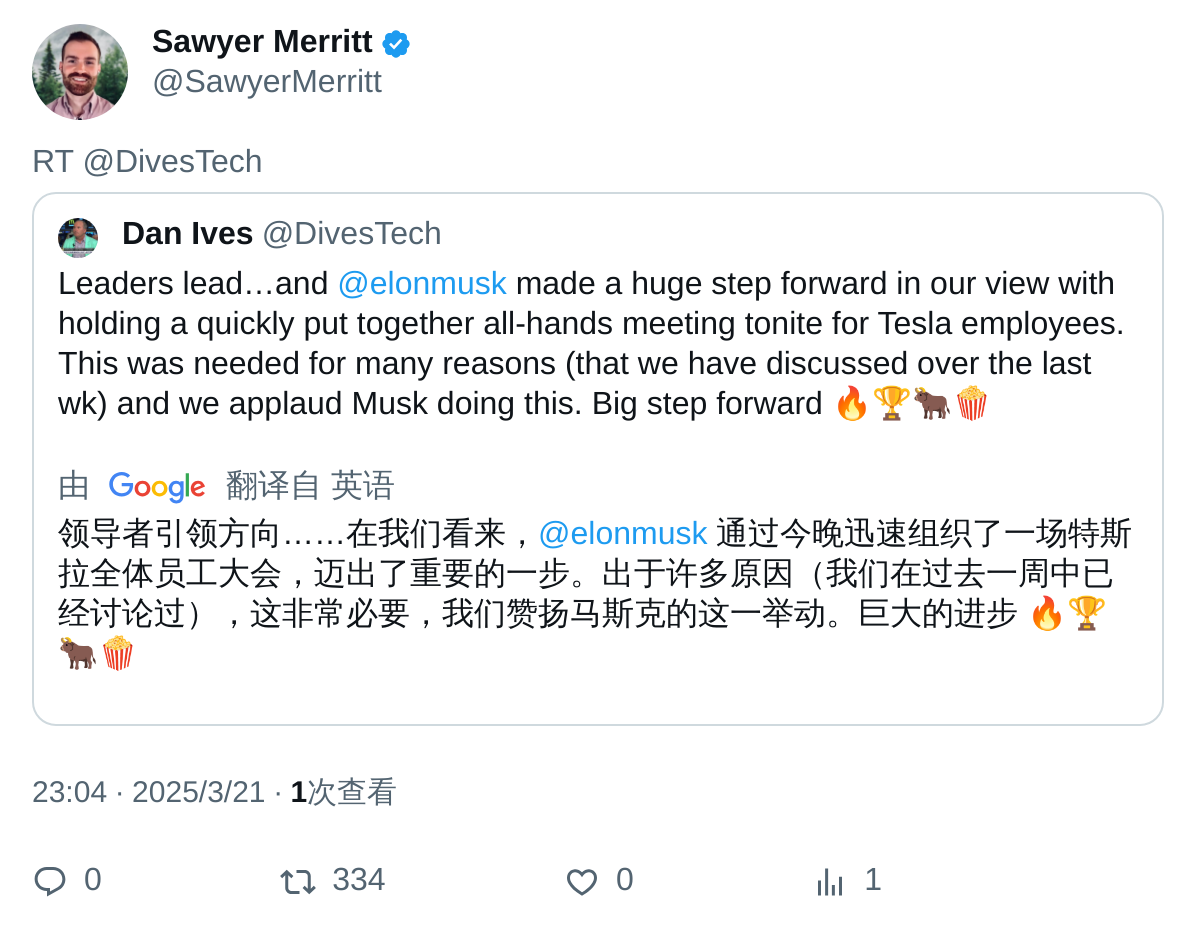 Sawyer Merritt
@SawyerMerritt
RT @DivesTech
Dan Ives @DivesTech
Leaders lead…and @elonmusk made a huge step forward in our view with
holding a quickly put together all-hands meeting tonite for Tesla employees.
This was needed for many reasons (that we have discussed over the last
wk) and we applaud Musk doing this. Big step forward 🔥🏆🐂🍿
由 Google 翻译自 英语
领导者引领方向……在我们看来，@elonmusk 通过今晚迅速组织了一场特斯
拉全体员工大会，迈出了重要的一步。出于许多原因（我们在过去一周中已
经讨论过），这非常必要，我们赞扬马斯克的这一举动。巨大的进步 🔥🏆
🐂🍿
23:04 · 2025/3/21 · 1次查看
0 334 0 1